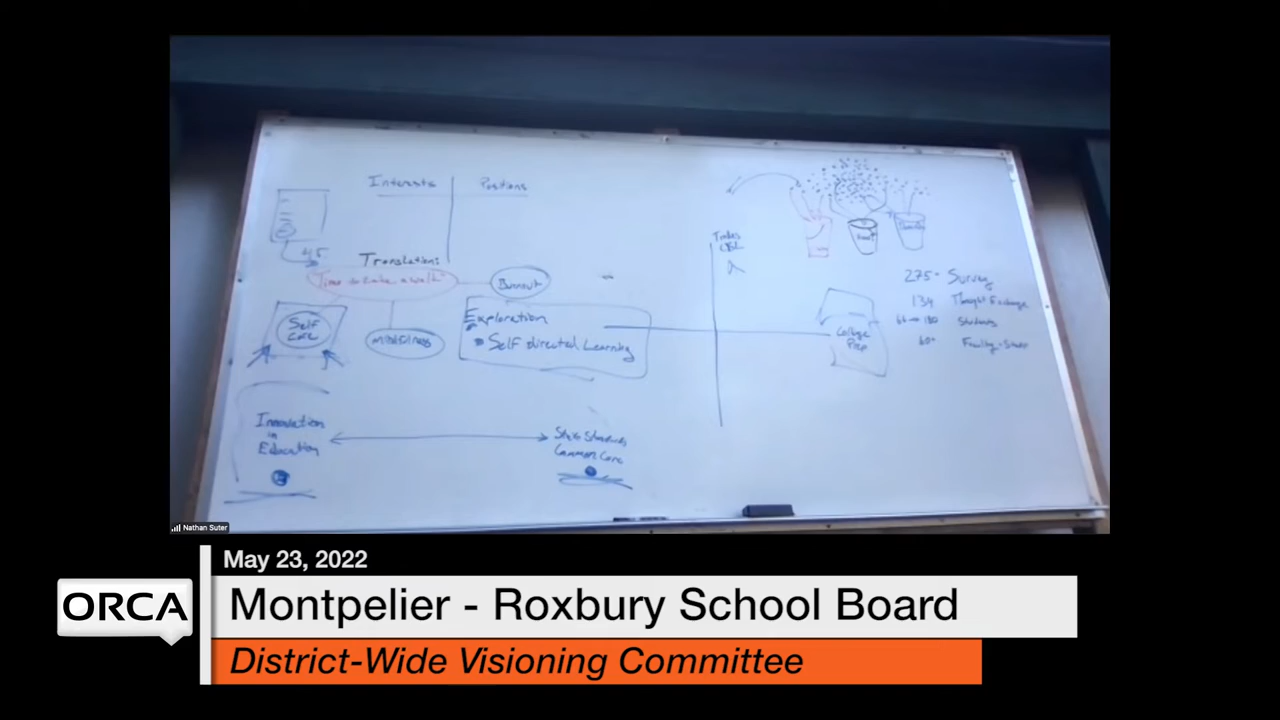 Interests
Positions
45
Translations
"Time to take a walk"
Burnout
Self
Care
mindfulness
Exploration
Self directed Learning
Innovation
in
Education
Common Core
College
Prep
275 Survey
134 Thought Exchange
Students
60 Faculty + Staff
Nathan Suter
May 23, 2022
ORCA
Montpelier - Roxbury School Board
District-Wide Visioning Committee